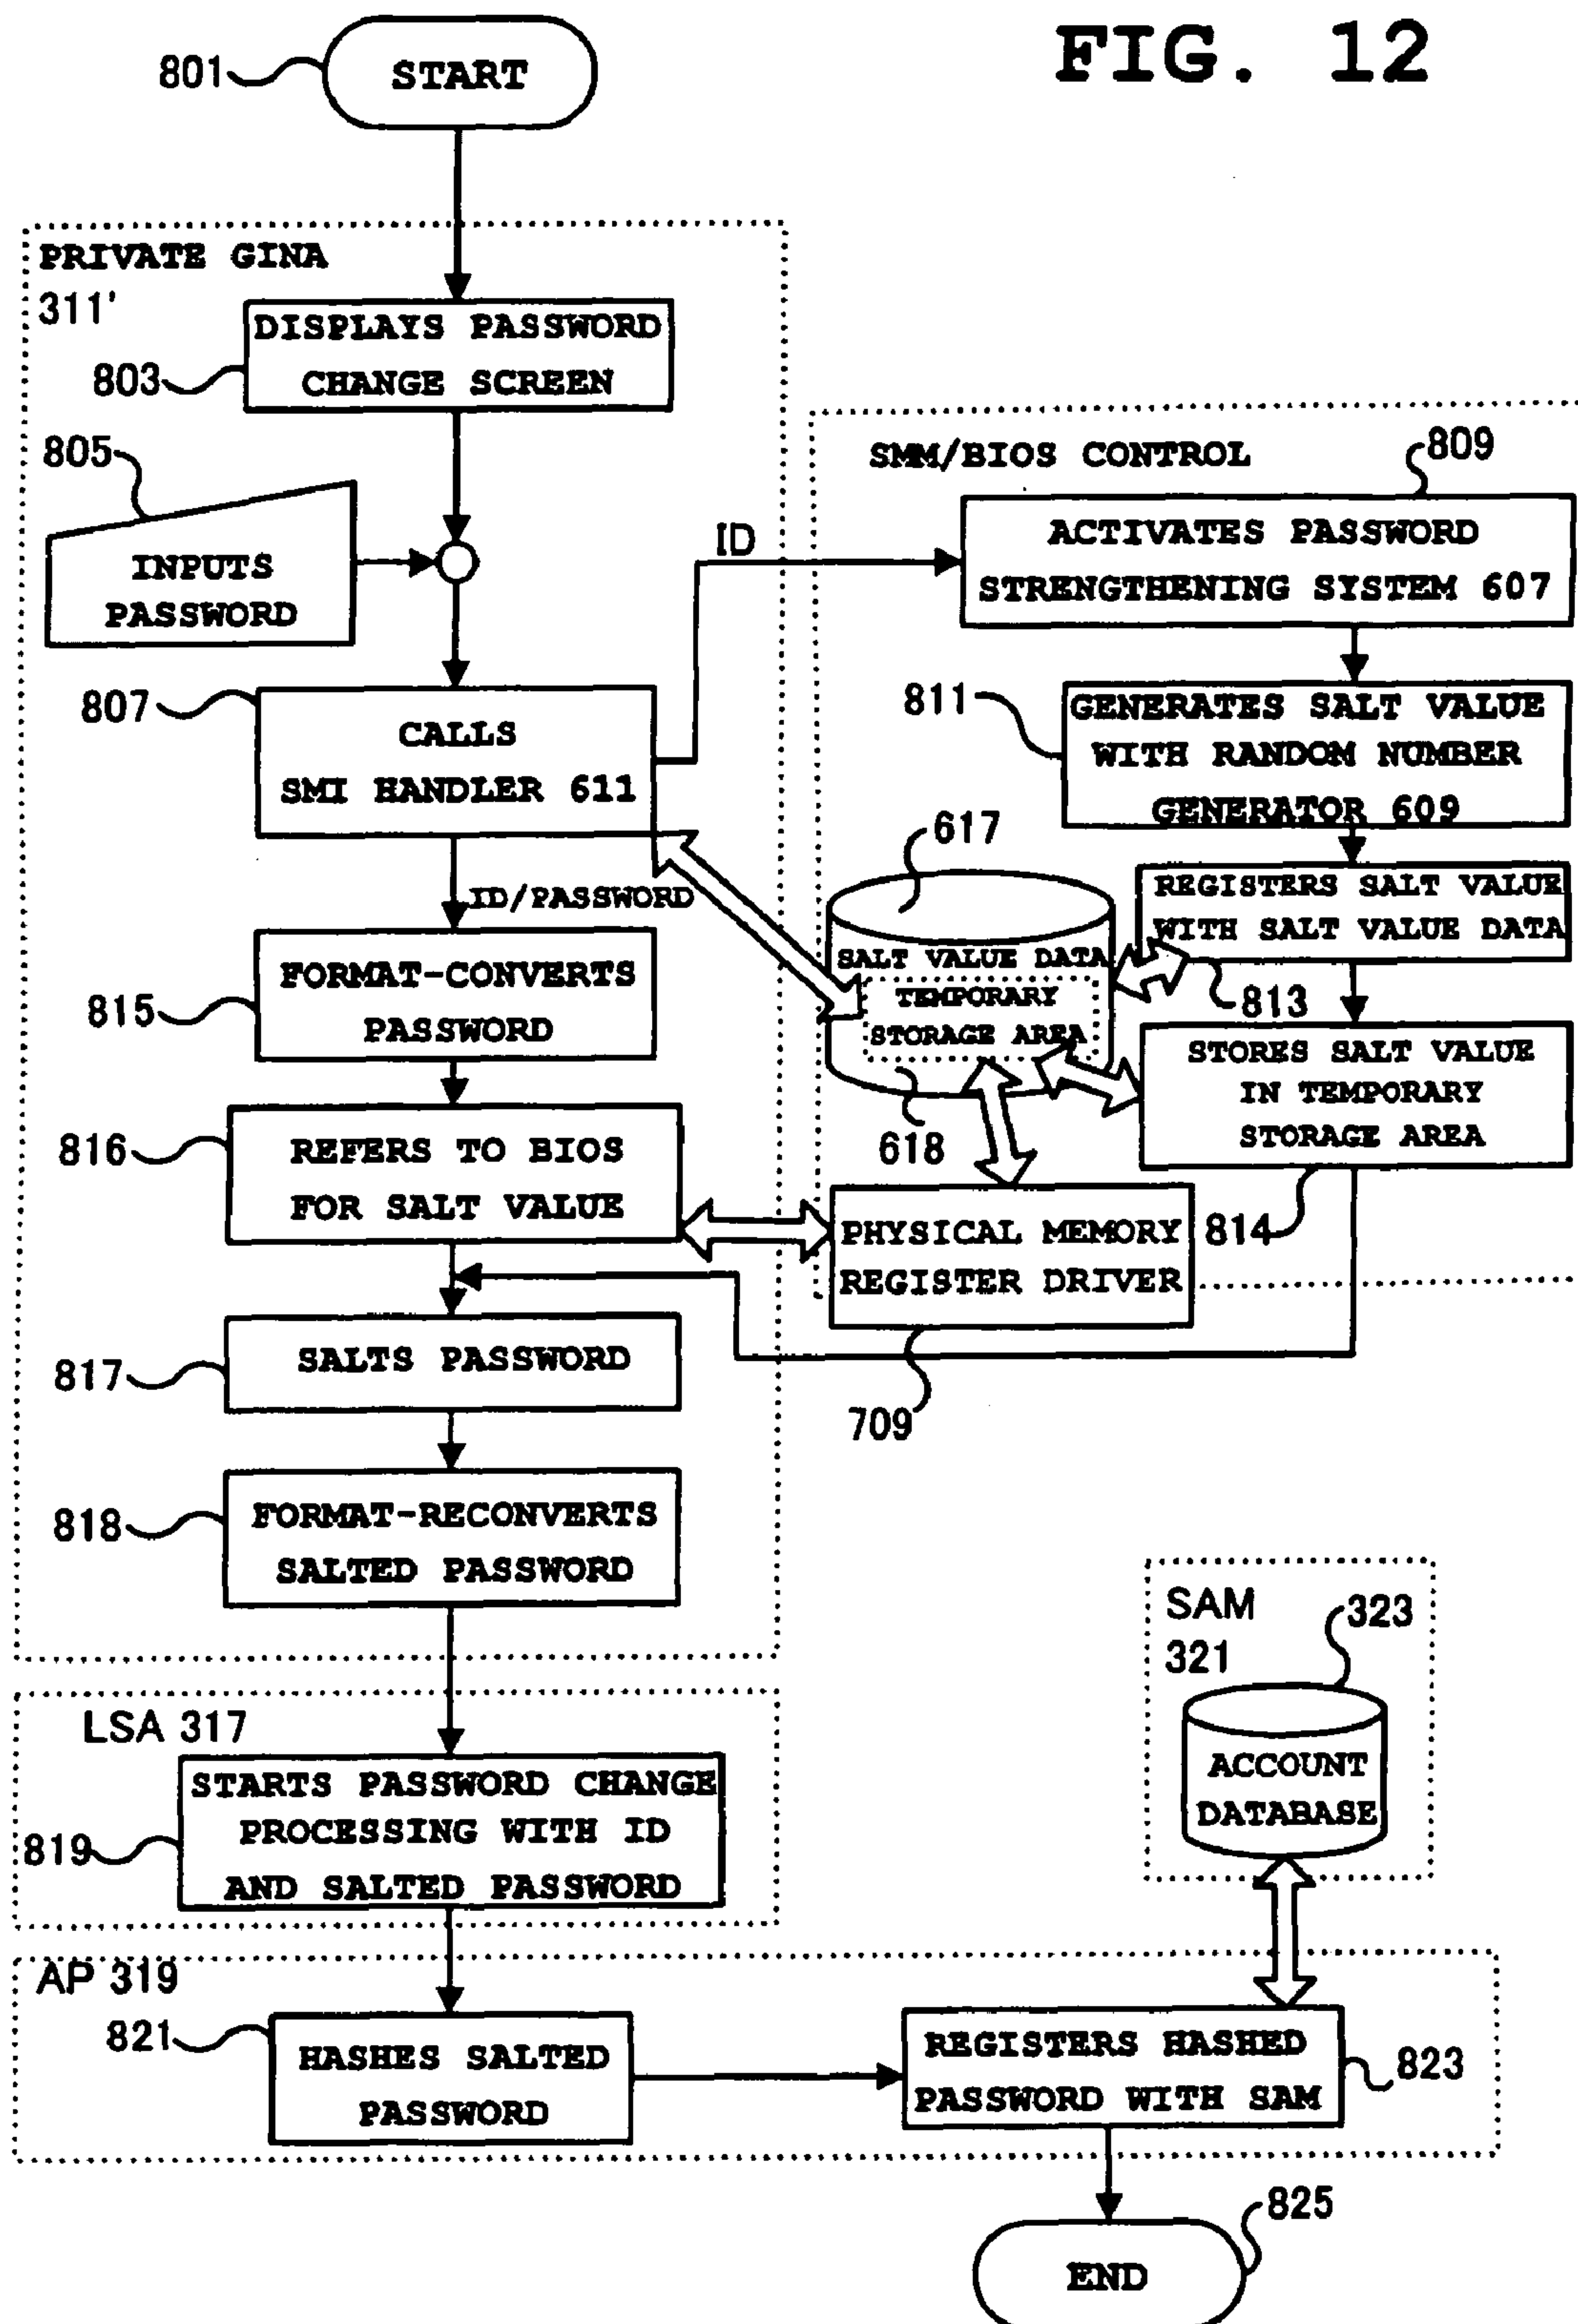 FIG. 12
801
START
PRIVATE GINA
311'
803
DISPLAYS PASSWORD
CHANGE SCREEN
805
INPUTS
PASSWORD
807
CALLS
SMI HANDLER 611
ID
ID/PASSWORD
815
FORMAT-CONVERTS
PASSWORD
816
REFERS TO BIOS
FOR SALT VALUE
817
SALTS PASSWORD
818
FORMAT-RECONVERTS
SALTED PASSWORD
SMM/BIOS CONTROL
809
ACTIVATES PASSWORD
STRENGTHENING SYSTEM 607
811
GENERATES SALT VALUE
WITH RANDOM NUMBER
GENERATOR 609
617
REGISTERS SALT VALUE
WITH SALT VALUE DATA
813
SALT VALUE DATA
TEMPORARY
STORAGE AREA
618
STORES SALT VALUE
IN TEMPORARY
STORAGE AREA
814
PHYSICAL MEMORY
REGISTER DRIVER
709
LSA 317
819
STARTS PASSWORD CHANGE
PROCESSING WITH ID
AND SALTED PASSWORD
SAM
321
323
ACCOUNT
DATABASE
AP 319
821
HASHES SALTED
PASSWORD
REGISTERS HASHED
PASSWORD WITH SAM
823
825
END